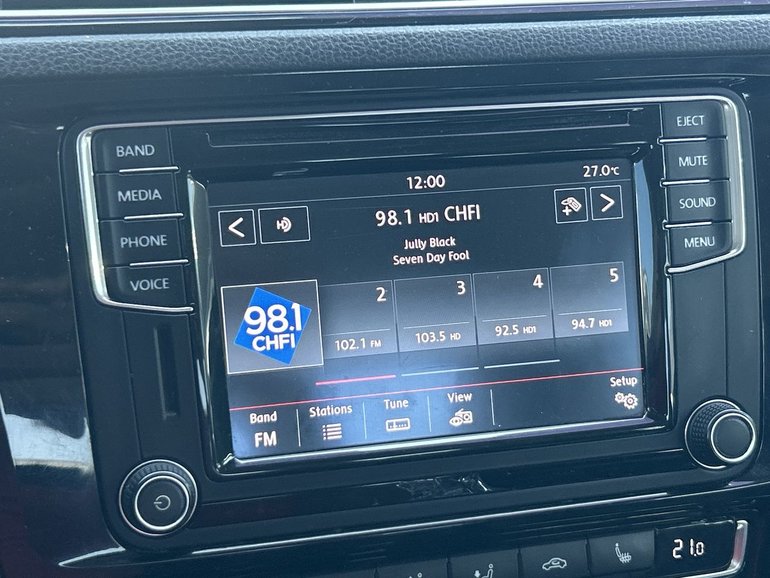 BAND
MEDIA
PHONE
VOICE
EJECT
MUTE
SOUND
MENU
12:00
27.0°C
<
HD
98.1 HD1 CHFI
>
Jully Black
Seven Day Fool
98.1
CHFI
2
102.1 FM
3
103.5 HD
4
92.5 HD1
5
94.7 HD1
Band
FM
Stations
Tune
View
Setup
21.0